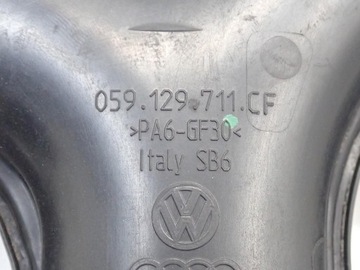 059.129.711.CF
>PA6-GF30<
Italy SB6